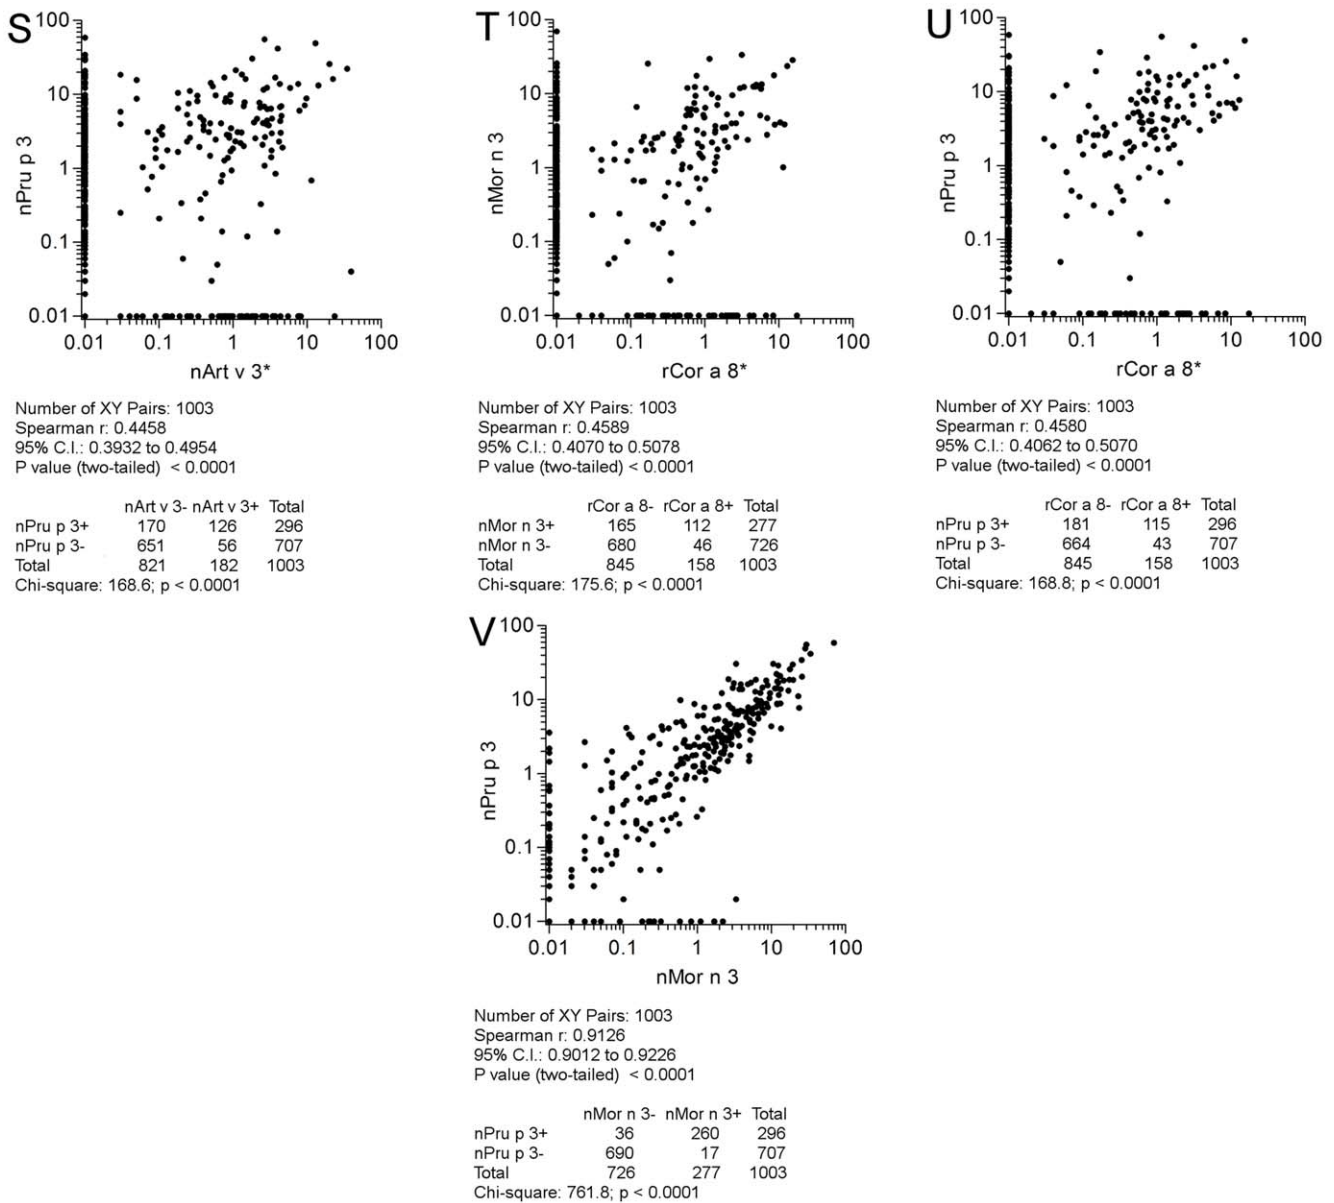 S
100
10
1
0.1
0.01
nPru p 3
0.01 0.1 1 10 100
nArt v 3*
Number of XY Pairs: 1003
Spearman r: 0.4458
95% C.I.: 0.3932 to 0.4954
P value (two-tailed) < 0.0001
nArt v 3- nArt v 3+ Total
nPru p 3+ 170 126 296
nPru p 3- 651 56 707
Total 821 182 1003
Chi-square: 168.6; p < 0.0001
T
100
10
1
0.1
0.01
nMor n 3
0.01 0.1 1 10 100
rCor a 8*
Number of XY Pairs: 1003
Spearman r: 0.4589
95% C.I.: 0.4070 to 0.5078
P value (two-tailed) < 0.0001
rCor a 8- rCor a 8+ Total
nMor n 3+ 165 112 277
nMor n 3- 680 46 726
Total 845 158 1003
Chi-square: 175.6; p < 0.0001
U
100
10
1
0.1
0.01
nPru p 3
0.01 0.1 1 10 100
rCor a 8*
Number of XY Pairs: 1003
Spearman r: 0.4580
95% C.I.: 0.4062 to 0.5070
P value (two-tailed) < 0.0001
rCor a 8- rCor a 8+ Total
nPru p 3+ 181 115 296
nPru p 3- 664 43 707
Total 845 158 1003
Chi-square: 168.8; p < 0.0001
V
100
10
1
0.1
0.01
nPru p 3
0.01 0.1 1 10 100
nMor n 3
Number of XY Pairs: 1003
Spearman r: 0.9126
95% C.I.: 0.9012 to 0.9226
P value (two-tailed) < 0.0001
nMor n 3- nMor n 3+ Total
nPru p 3+ 36 260 296
nPru p 3- 690 17 707
Total 726 277 1003
Chi-square: 761.8; p < 0.0001